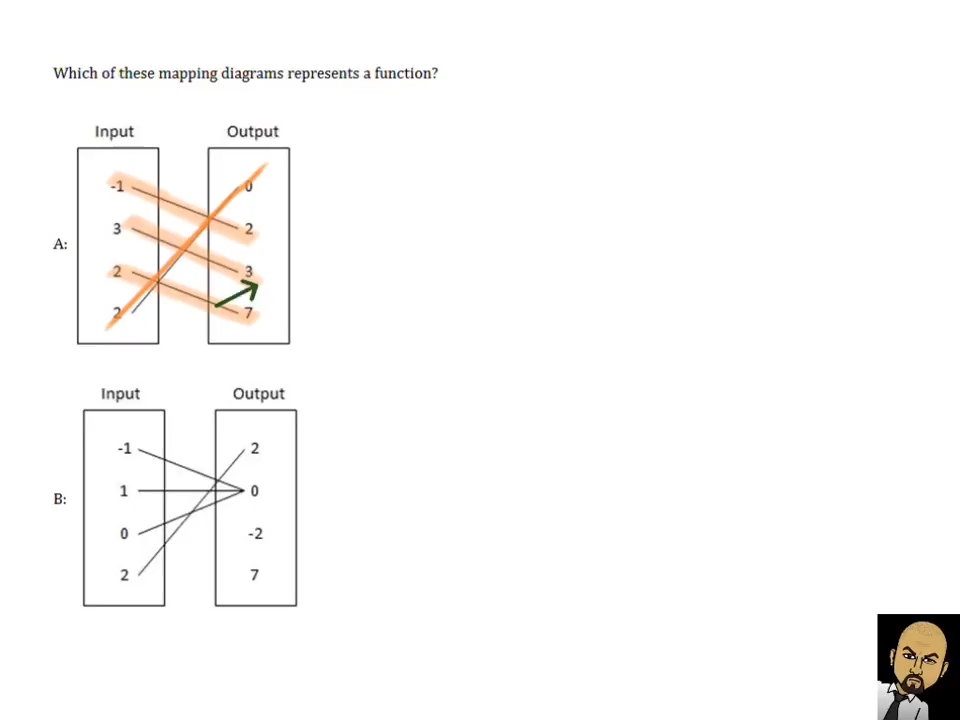 Which of these mapping diagrams represents a function?
Input Output
-1 0
3 2
A:
2 3
2 7
Input Output
-1 2
1 0
B:
0 -2
2 7